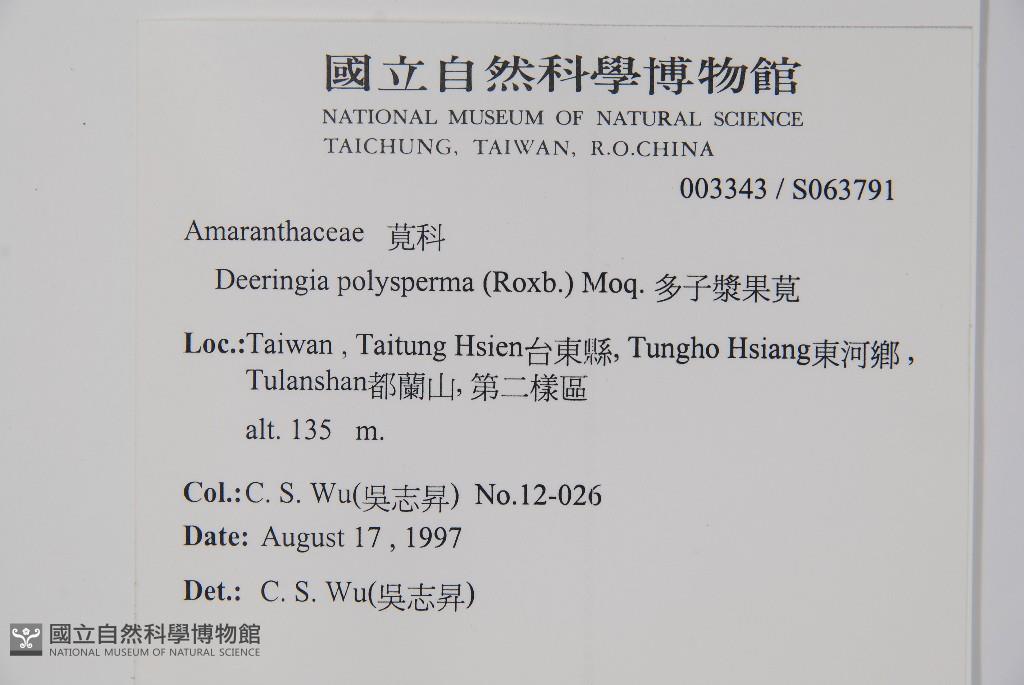 國立自然科學博物館
NATIONAL MUSEUM OF NATURAL SCIENCE
TAICHUNG, TAIWAN, R.O.CHINA
003343 / S063791
Amaranthaceae 莧科
Deeringia polysperma (Roxb.) Moq. 多子漿果莧
Loc.:Taiwan , Taitung Hsien台東縣, Tungho Hsiang東河鄉 ,
Tulanshan都蘭山, 第二樣區
alt. 135 m.
Col.:C. S. Wu(吳志昇) No.12-026
Date: August 17 , 1997
Det.: C. S. Wu(吳志昇)
國立自然科學博物館
NATIONAL MUSEUM OF NATURAL SCIENCE